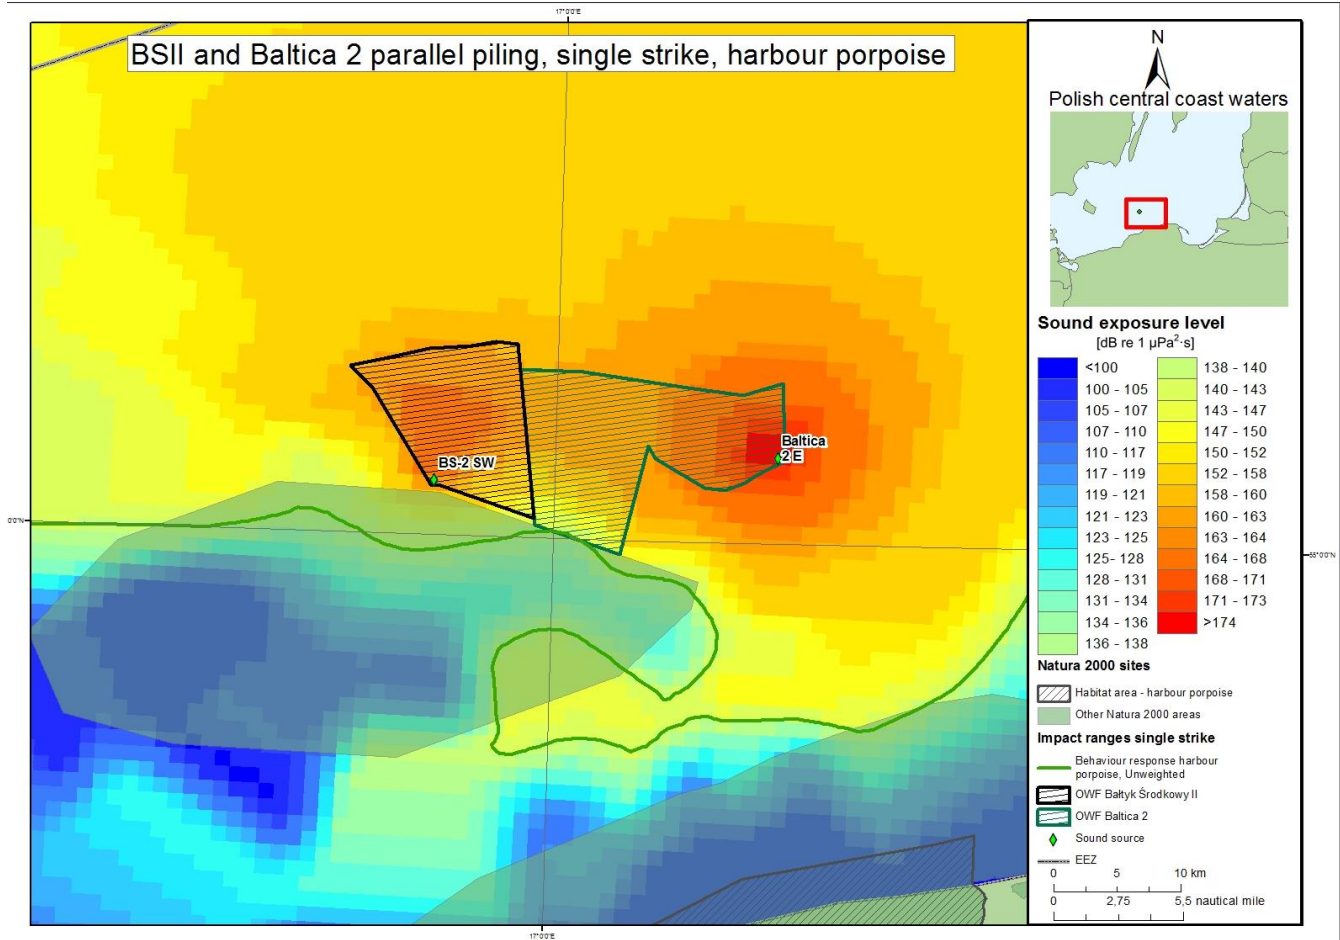 17°0'0"E
BSII and Baltica 2 parallel piling, single strike, harbour porpoise
BS-2 SW
Baltica
2 E
0'0"N
55°0'0"N
17°0'0"E
N
Polish central coast waters
Sound exposure level
[dB re 1 µPa²·s]
<100
100 - 105
105 - 107
107 - 110
110 - 117
117 - 119
119 - 121
121 - 123
123 - 125
125- 128
128 - 131
131 - 134
134 - 136
136 - 138
138 - 140
140 - 143
143 - 147
147 - 150
150 - 152
152 - 158
158 - 160
160 - 163
163 - 164
164 - 168
168 - 171
171 - 173
>174
Natura 2000 sites
Habitat area - harbour porpoise
Other Natura 2000 areas
Impact ranges single strike
Behaviour response harbour
porpoise, Unweighted
OWF Bałtyk Środkowy II
OWF Baltica 2
Sound source
EEZ
0 5 10 km
0 2,75 5,5 nautical mile